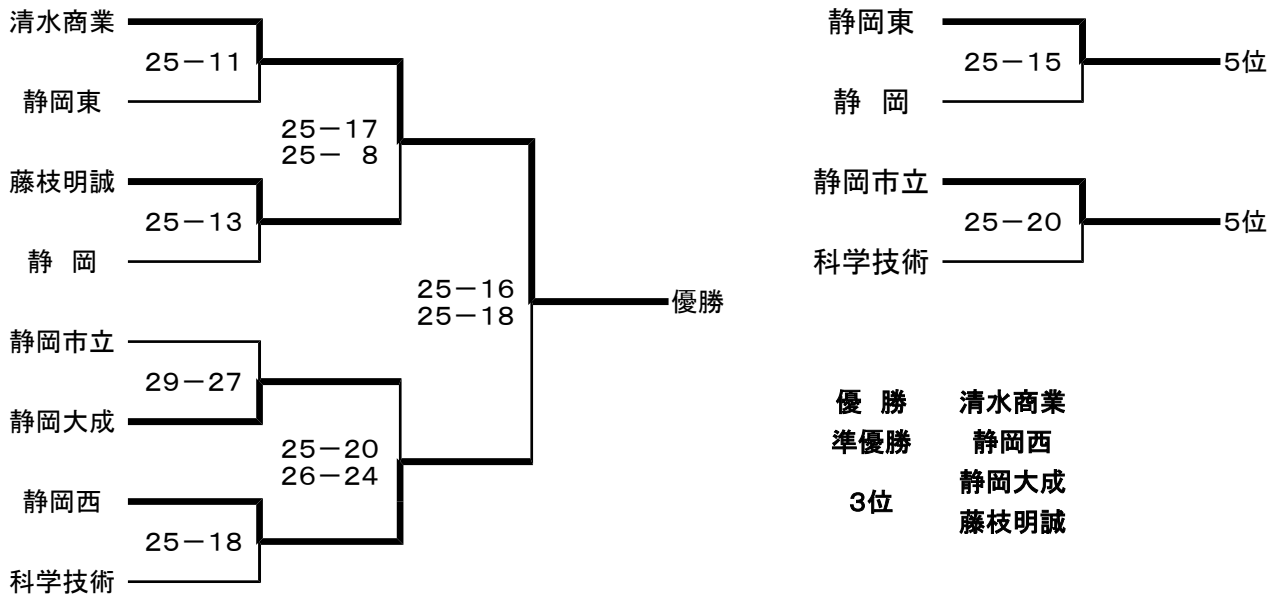 清水商業
25－11
静岡東
25－17
25－ 8
藤枝明誠
25－13
静 岡
25－16
25－18
優勝
静岡市立
29－27
静岡大成
25－20
26－24
静岡西
25－18
科学技術
静岡東
25－15
5位
静 岡
静岡市立
25－20
5位
科学技術
優 勝 清水商業
準優勝 静岡西
3位
静岡大成
藤枝明誠